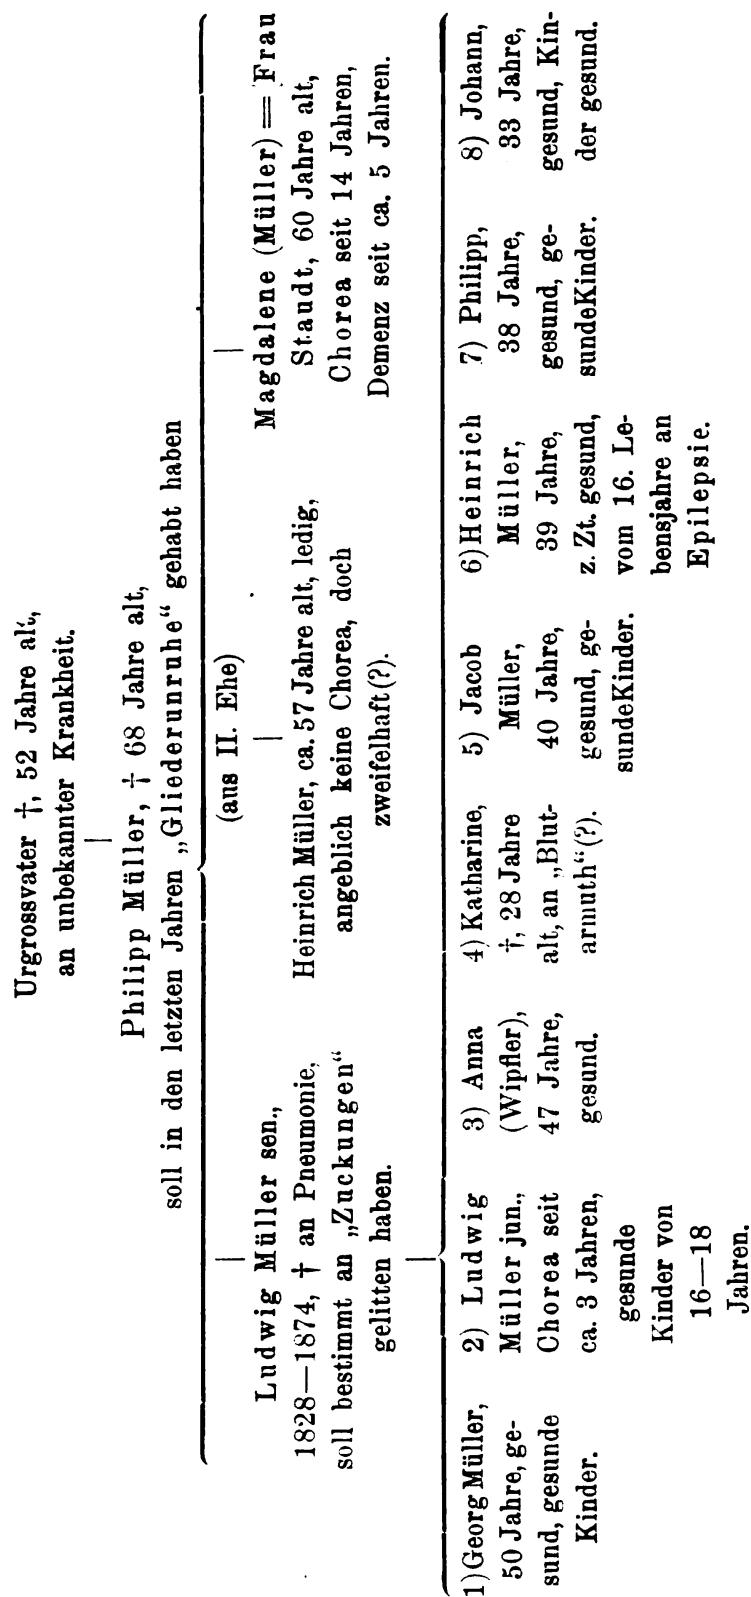 Urgrossvater †, 52 Jahre alt,
an unbekannter Krankheit.
Philipp Müller, † 68 Jahre alt,
soll in den letzten Jahren „Gliederunruhe“ gehabt haben
Ludwig Müller sen.,
1828—1874, † an Pneumonie,
soll bestimmt an „Zuckungen“
gelitten haben.
(aus II. Ehe)
Heinrich Müller, ca. 57 Jahre alt, ledig,
angeblich keine Chorea, doch
zweifelhaft (?).
Magdalene (Müller) = Frau
Staudt, 60 Jahre alt,
Chorea seit 14 Jahren,
Demenz seit ca. 5 Jahren.
1) Georg Müller,
50 Jahre, ge-
sund, gesunde
Kinder.
2) Ludwig
Müller jun.,
Chorea seit
ca. 3 Jahren,
gesunde
Kinder von
16—18
Jahren.
3) Anna
(Wipfler),
47 Jahre,
gesund.
4) Katharine,
†, 28 Jahre
alt, an „Blut-
armuth“ (?).
5) Jacob
Müller,
40 Jahre,
gesund, ge-
sundeKinder.
6) Heinrich
Müller,
39 Jahre,
z. Zt. gesund,
vom 16. Le-
bensjahre an
Epilepsie.
7) Philipp,
38 Jahre,
gesund, ge-
sundeKinder.
8) Johann,
33 Jahre,
gesund, Kin-
der gesund.